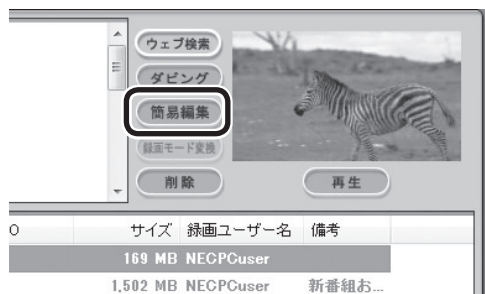 ウェブ検索
ダビング
簡易編集
録画モード変換
削除
再生
サイズ 録画ユーザー名 備考
169 MB NECPCuser
1,502 MB NECPCuser 新番組お...